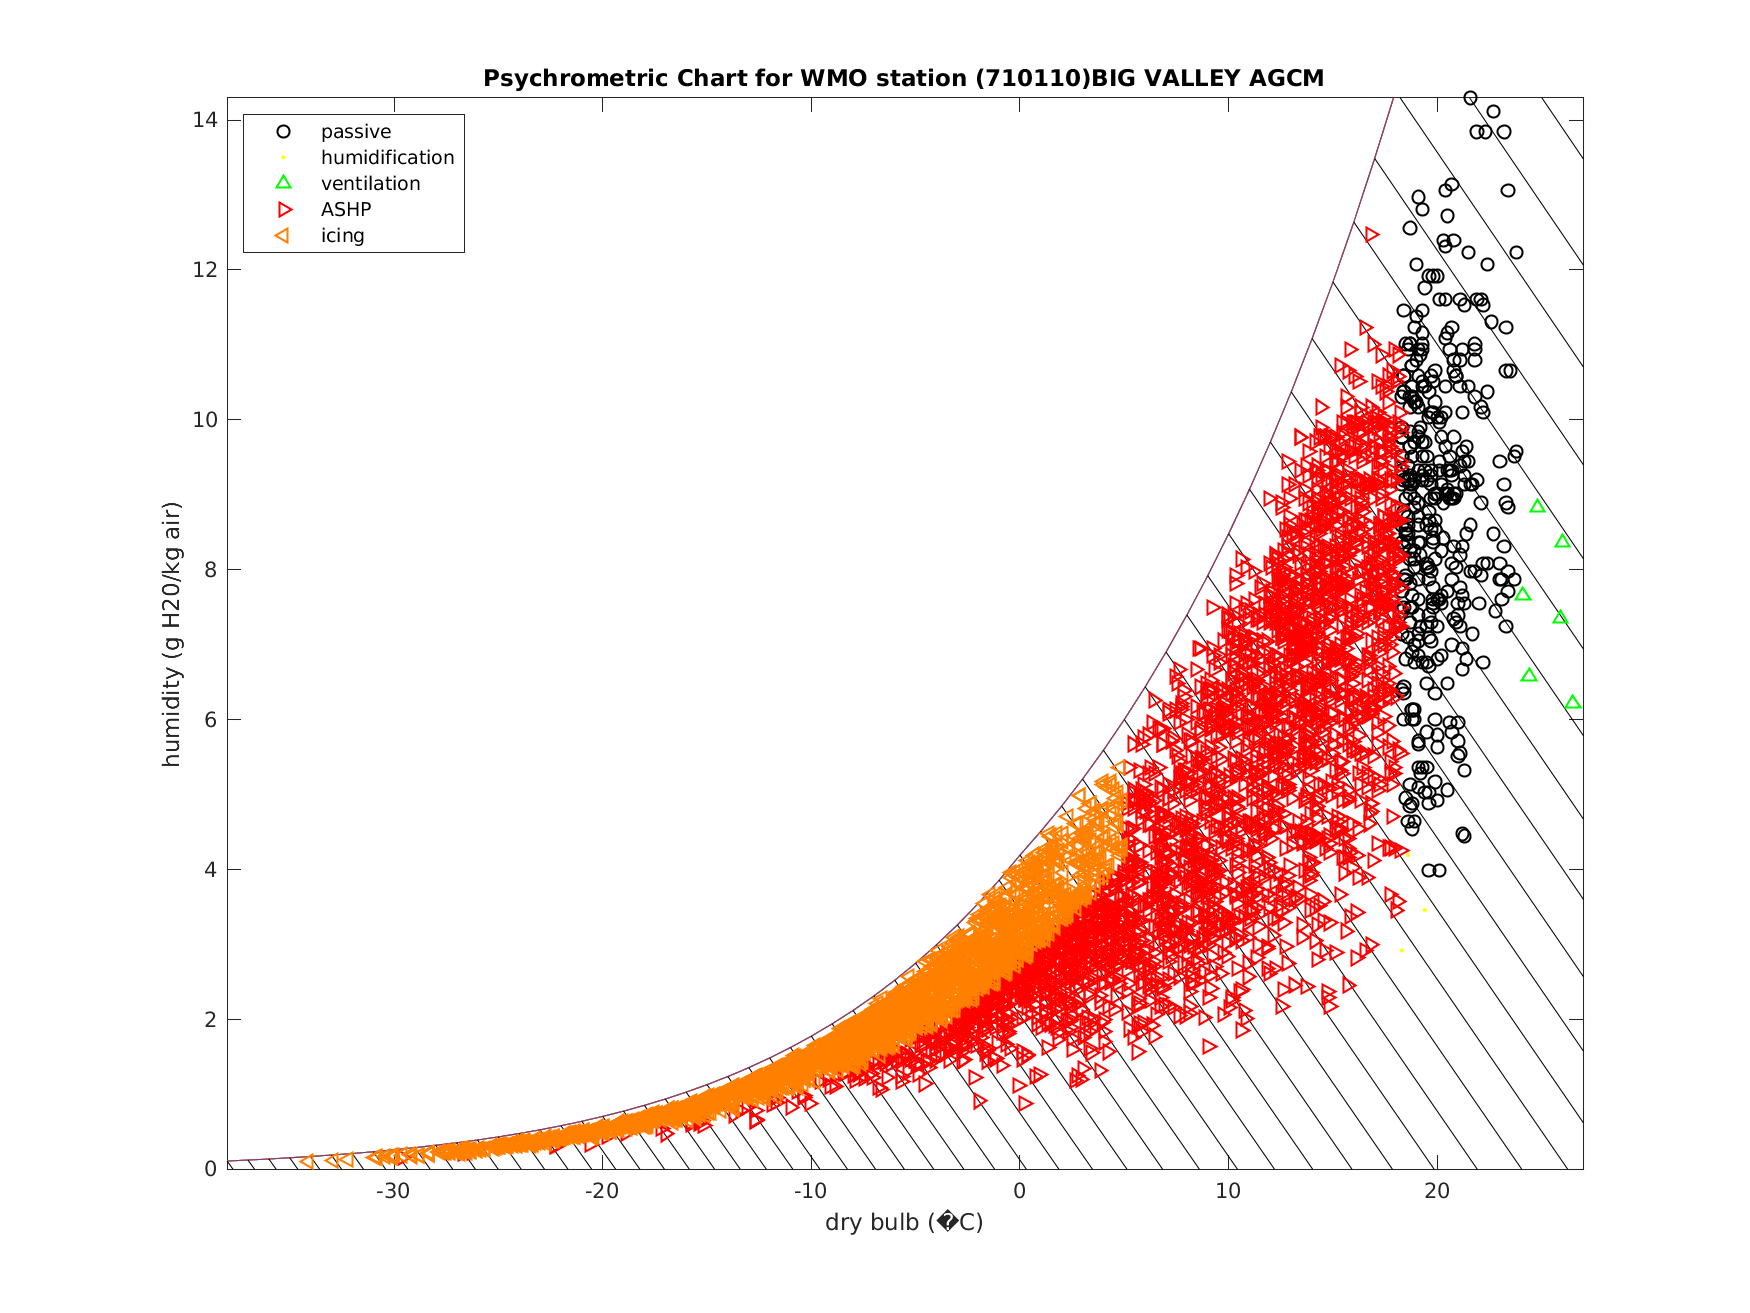 Psychrometric Chart for WMO station (710110)BIG VALLEY AGCM
passive
humidification
ventilation
ASHP
icing
14
12
10
8
6
4
2
0
humidity (g H20/kg air)
-30
-20
-10
0
10
20
dry bulb (�C)